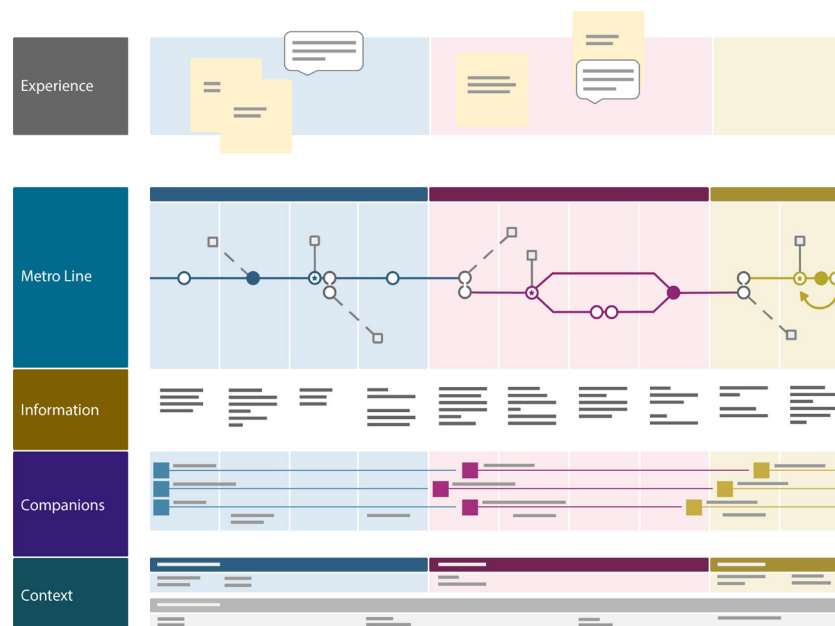 Experience
Metro Line
Information
Companions
Context